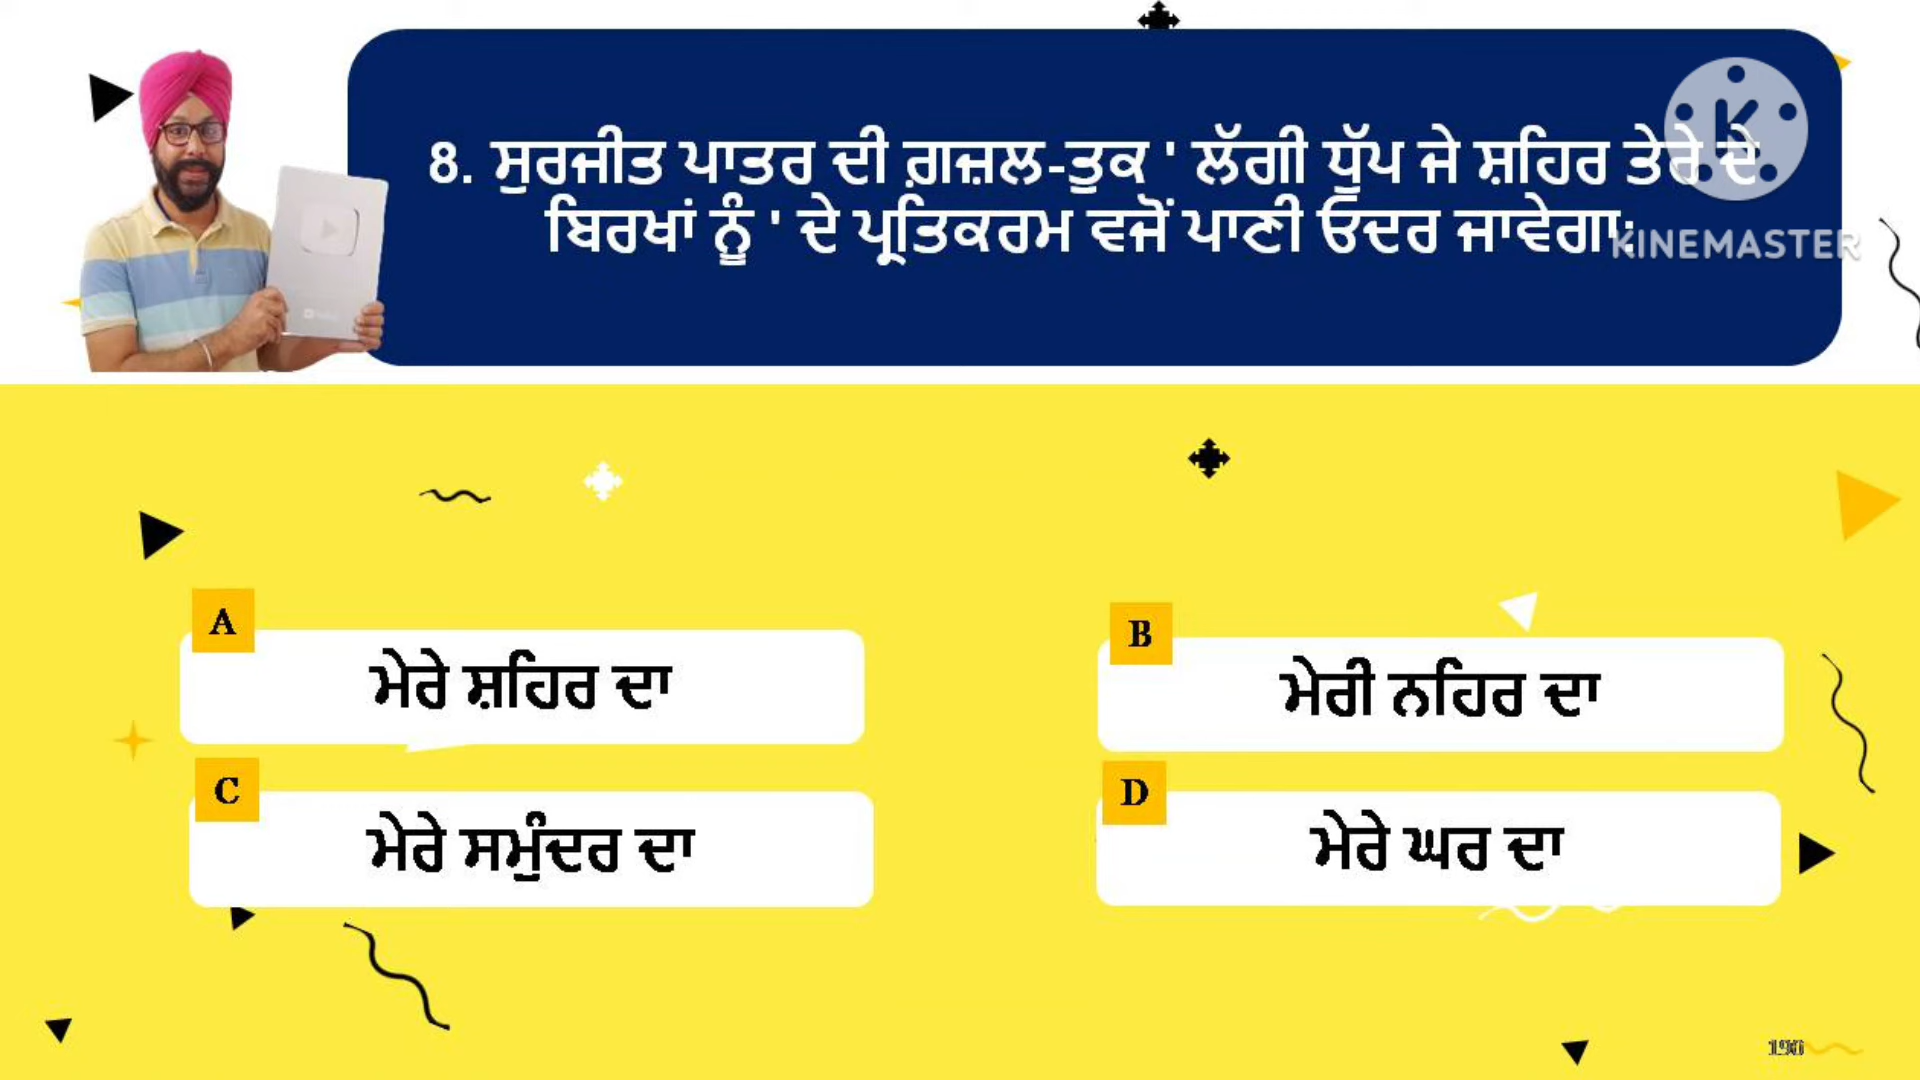 8. ਸੁਰਜੀਤ ਪਾਤਰ ਦੀ ਗ਼ਜ਼ਲ-ਤੁਕ ' ਲੱਗੀ ਧੁੱਪ ਜੇ ਸ਼ਹਿਰ ਤੇਰੇ ਦੇ
ਬਿਰਖਾਂ ਨੂੰ ' ਦੇ ਪ੍ਰਤਿਕਰਮ ਵਜੋਂ ਪਾਣੀ ਓਦਰ ਜਾਵੇਗਾ:
KINEMASTER
A
ਮੇਰੇ ਸ਼ਹਿਰ ਦਾ
B
ਮੇਰੀ ਨਹਿਰ ਦਾ
C
ਮੇਰੇ ਸਮੁੰਦਰ ਦਾ
D
ਮੇਰੇ ਘਰ ਦਾ